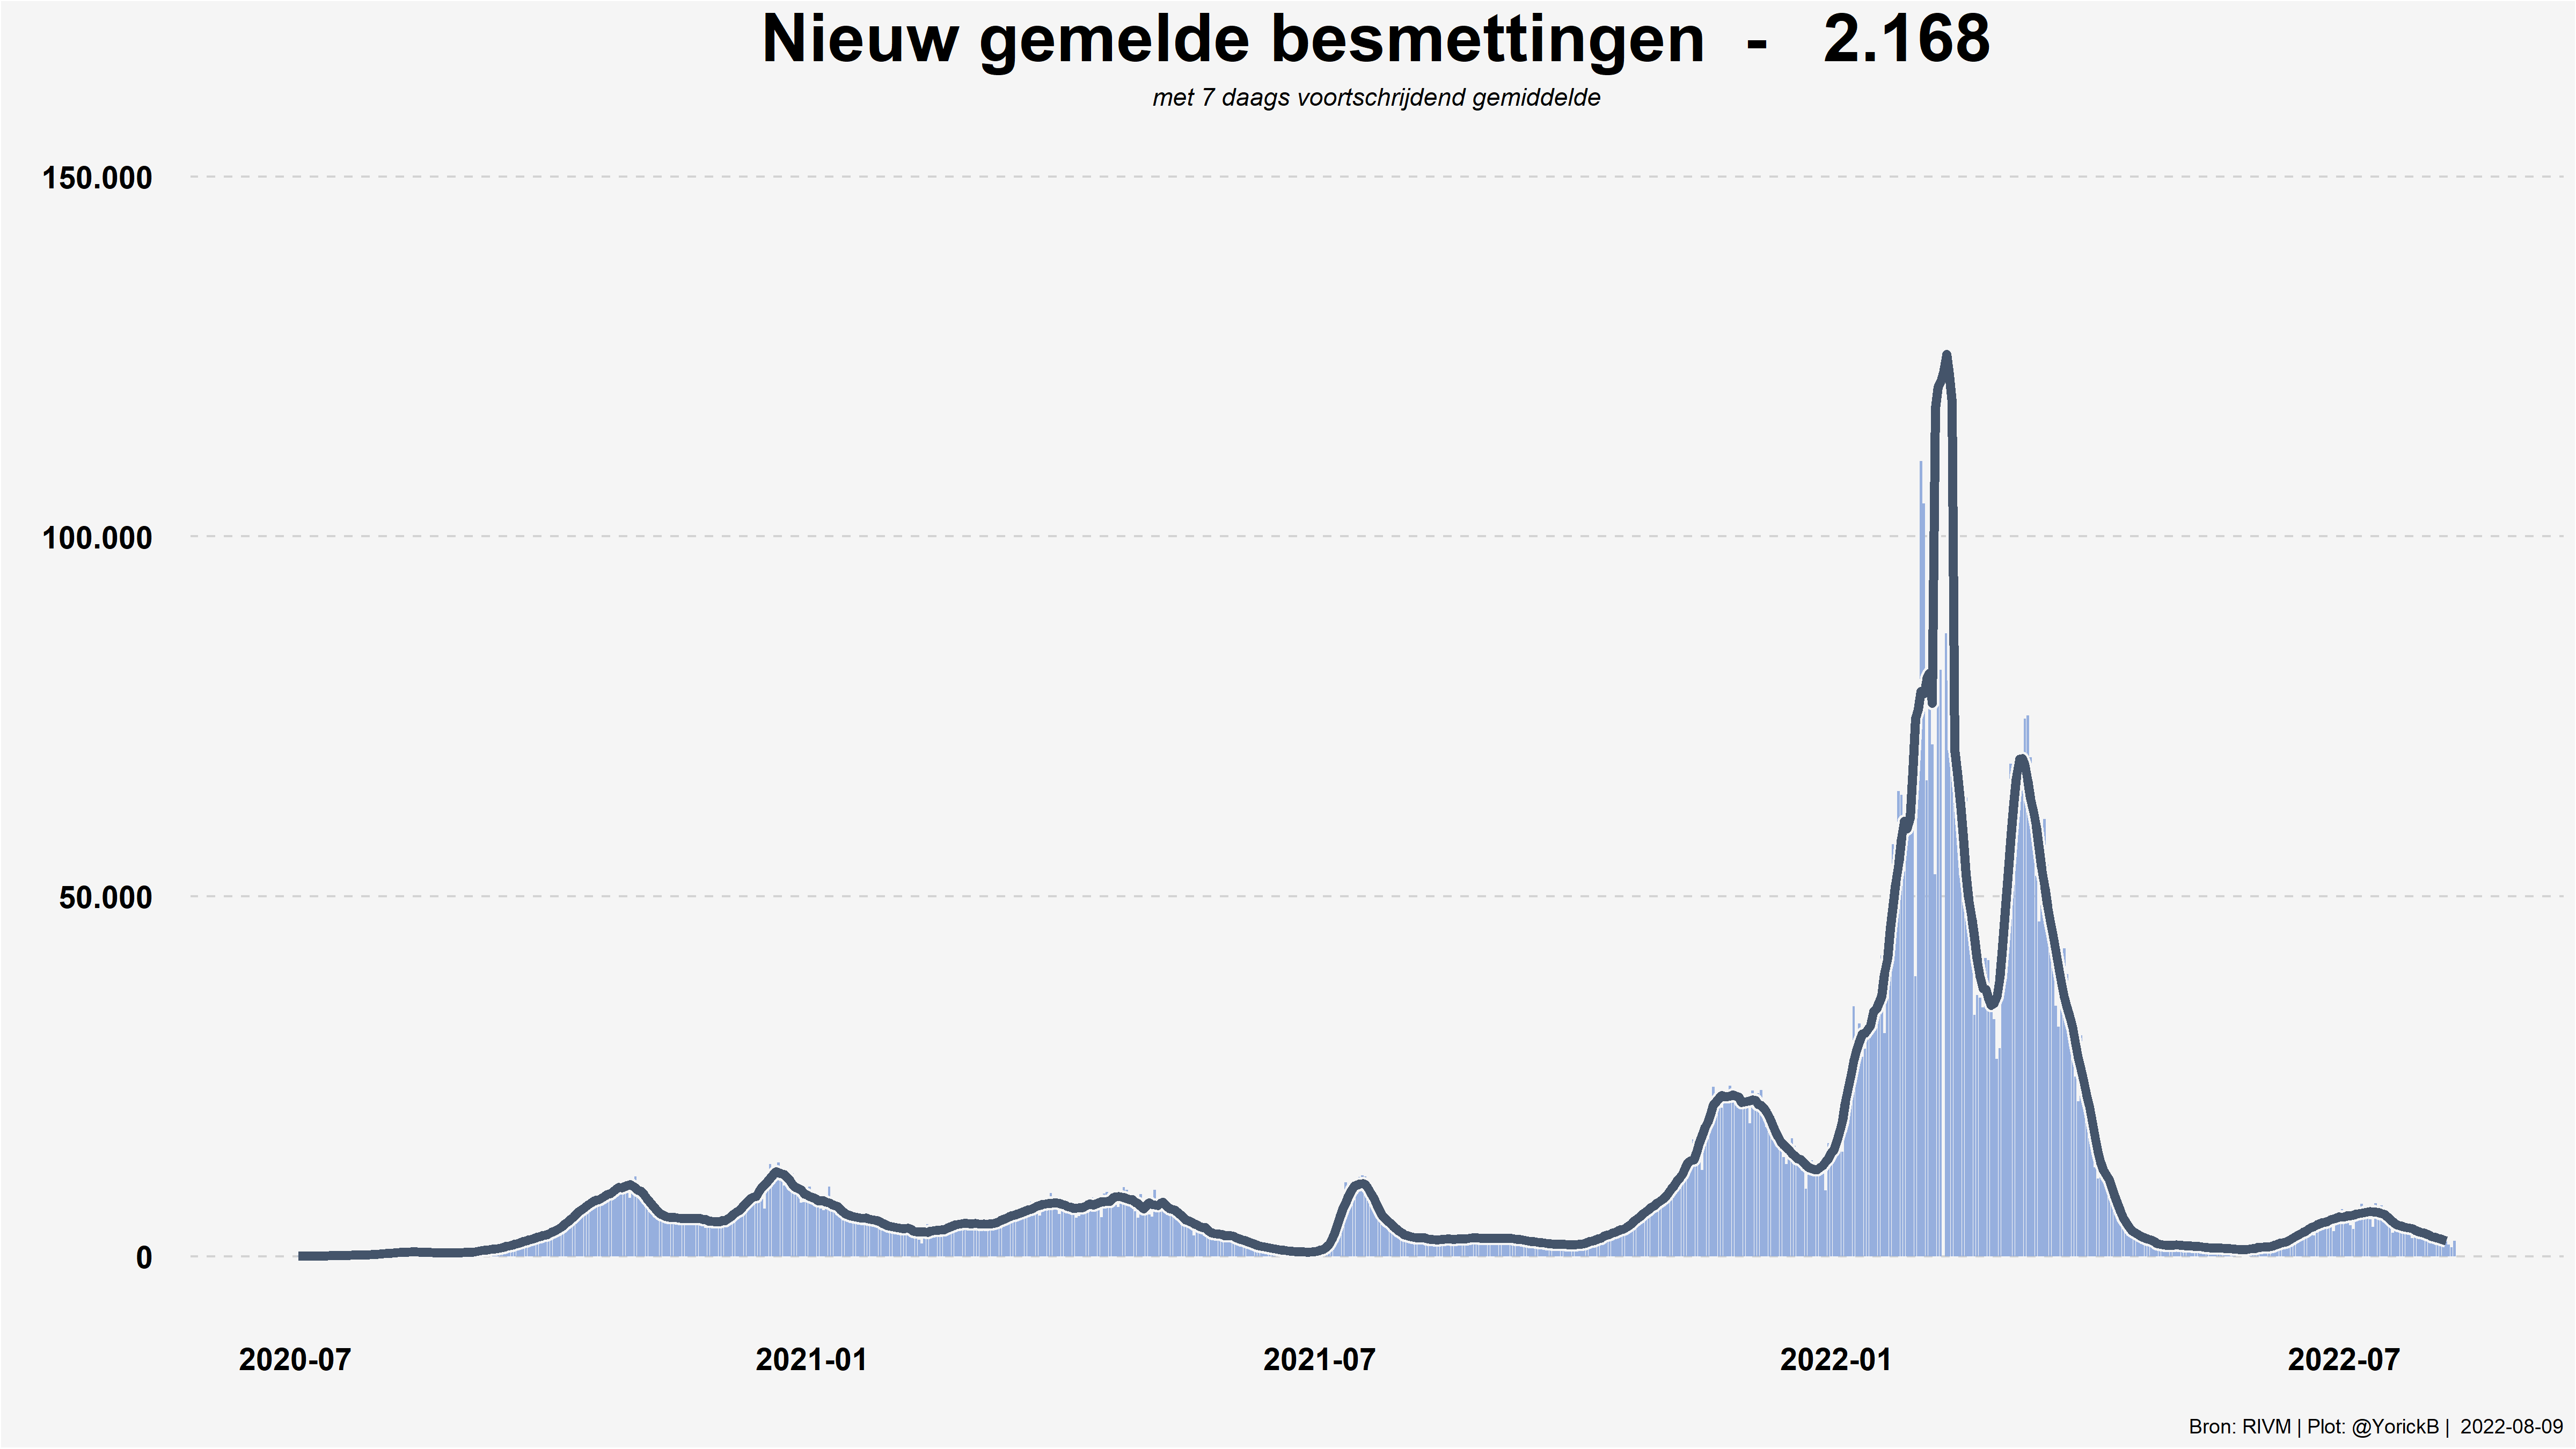 Nieuw gemelde besmettingen - 2.168
met 7 daags voortschrijdend gemiddelde
150.000
100.000
50.000
0
2020-07 2021-01 2021-07 2022-01 2022-07
Bron: RIVM | Plot: @YorickB | 2022-08-09